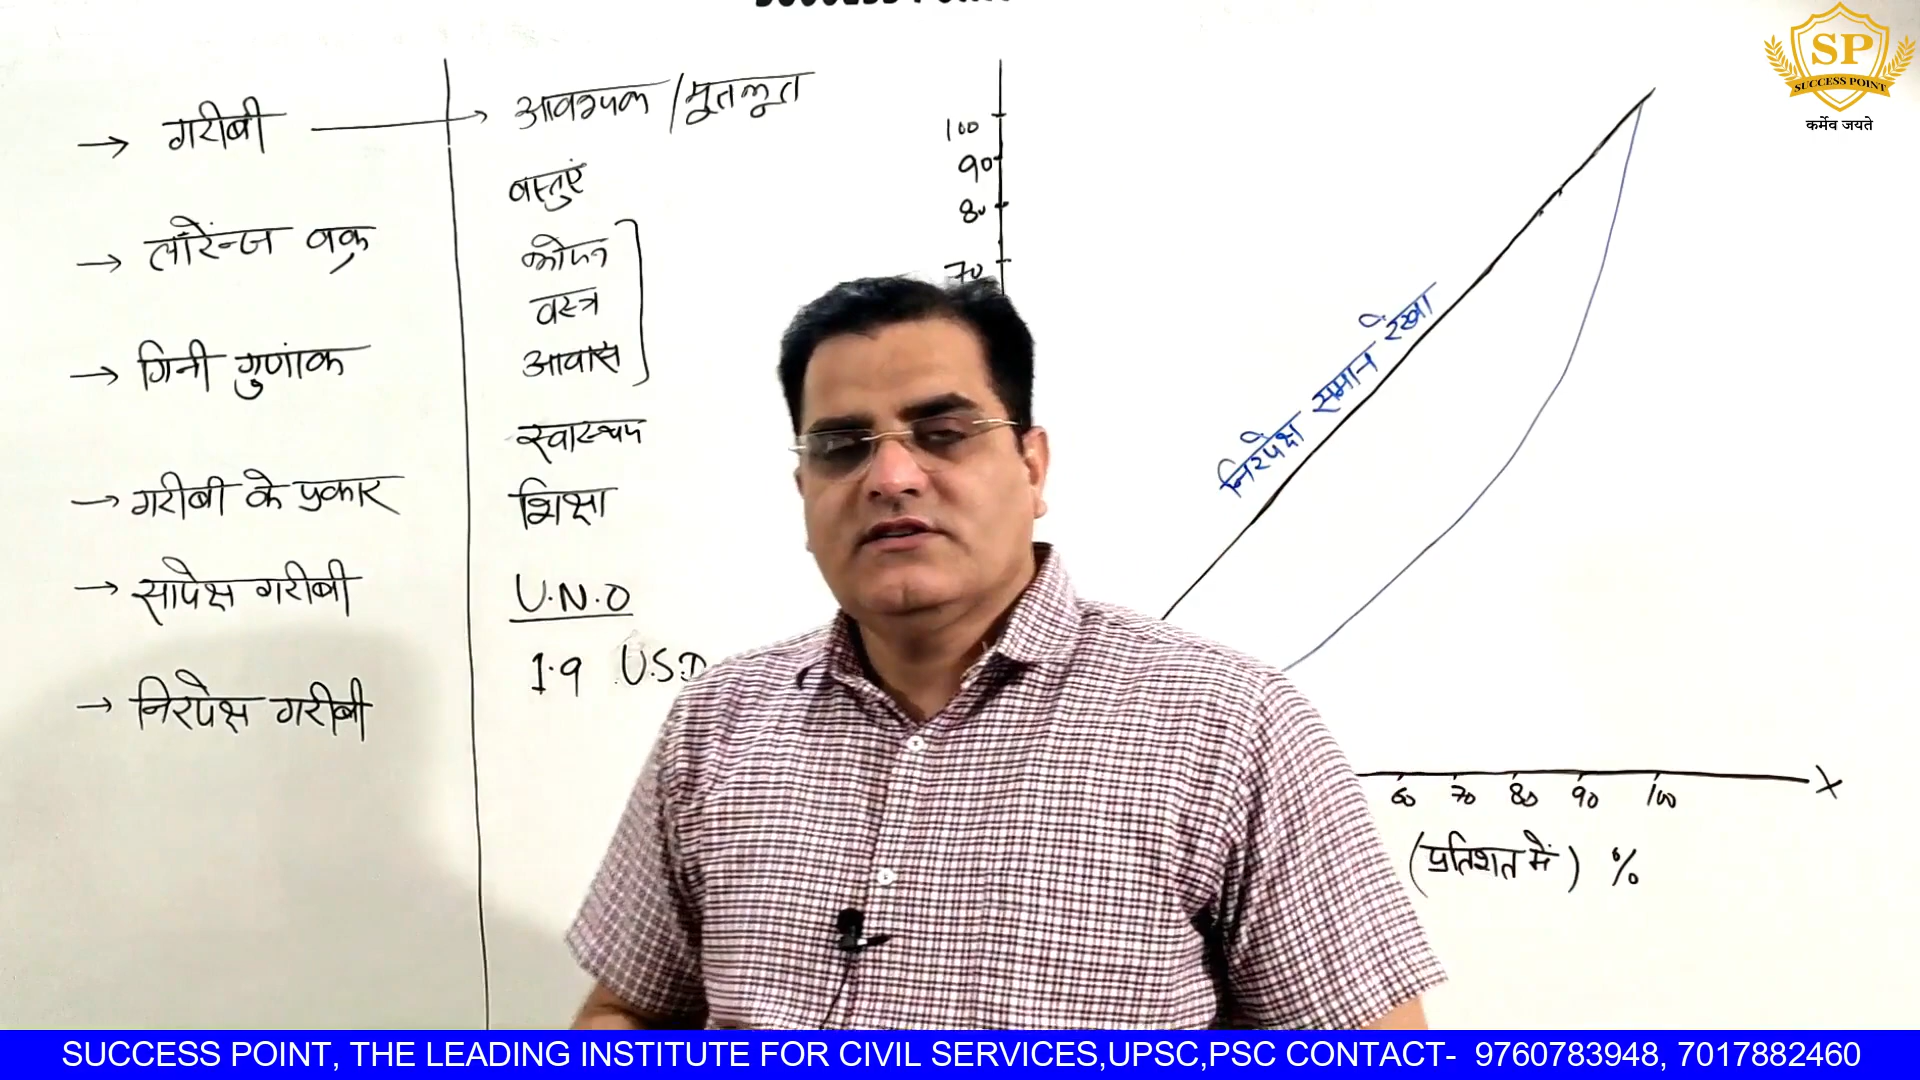 → गरीबी → आवश्यक / मूलभूत
वस्तुएं
भोजन
वस्त्र
आवास
स्वास्थ्य
शिक्षा
U.N.O
1.9 U.S.D
→ लॉरेन्ज वक्र
→ गिनी गुणांक
→ गरीबी के प्रकार
→ सापेक्ष गरीबी
→ निरपेक्ष गरीबी
100
90
80
70
निरपेक्ष समान रेखा
60 70 80 90 100 X
(प्रतिशत में) %
SP
SUCCESS POINT
कर्मेव जयते
SUCCESS POINT, THE LEADING INSTITUTE FOR CIVIL SERVICES,UPSC,PSC CONTACT- 9760783948, 7017882460